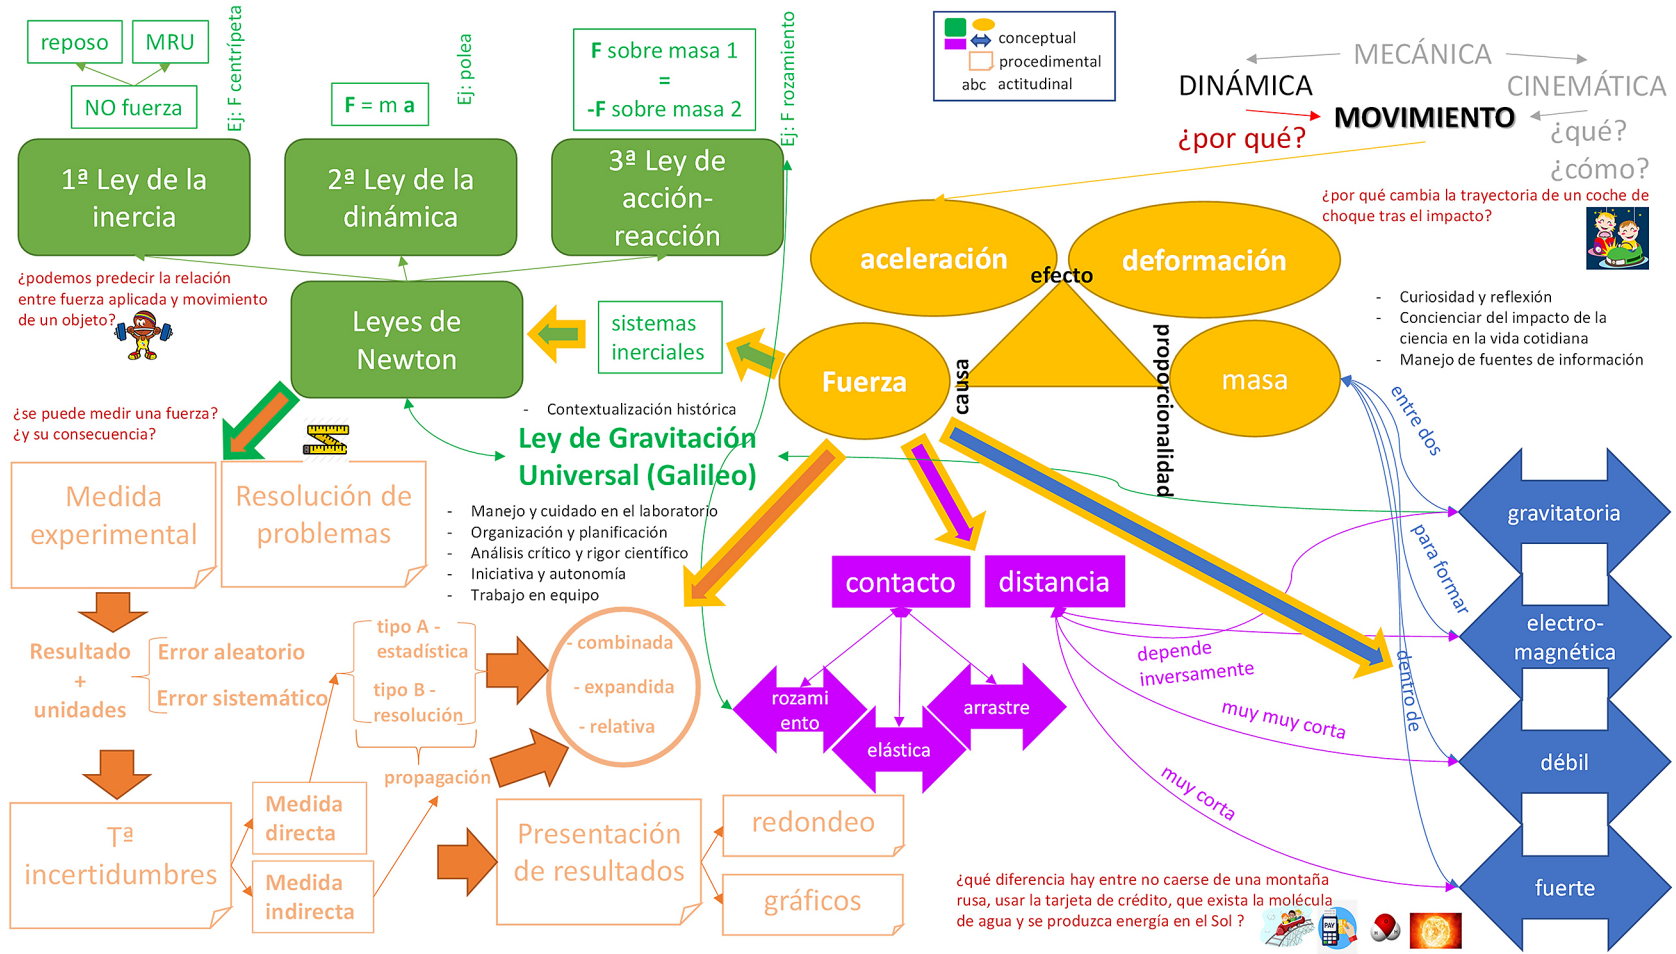 reposo
MRU
NO fuerza
Ej: F centrípeta
F = m a
Ej: polea
F sobre masa 1
=
-F sobre masa 2
Ej: F rozamiento
conceptual
procedimental
abc actitudinal
MECÁNICA
DINÁMICA
CINEMÁTICA
MOVIMIENTO
¿por qué?
¿qué?
¿cómo?
1ª Ley de la
inercia
2ª Ley de la
dinámica
3ª Ley de
acción-
reacción
¿por qué cambia la trayectoria de un coche de
choque tras el impacto?
aceleración
deformación
efecto
¿podemos predecir la relación
entre fuerza aplicada y movimiento
de un objeto?
Leyes de
Newton
sistemas
inerciales
Fuerza
causa
proporcionalidad
masa
- Curiosidad y reflexión
- Concienciar del impacto de la
ciencia en la vida cotidiana
- Manejo de fuentes de información
¿se puede medir una fuerza?
¿y su consecuencia?
- Contextualización histórica
Ley de Gravitación
Universal (Galileo)
entre dos
Medida
experimental
Resolución de
problemas
- Manejo y cuidado en el laboratorio
- Organización y planificación
- Análisis crítico y rigor científico
- Iniciativa y autonomía
- Trabajo en equipo
gravitatoria
para formar
contacto
distancia
electro-
magnética
depende
inversamente
dentro de
Resultado
+
unidades
Error aleatorio
Error sistemático
tipo A -
estadística
tipo B -
resolución
propagación
- combinada
- expandida
- relativa
rozami
ento
elástica
arrastre
muy muy corta
débil
muy corta
fuerte
Tª
incertidumbres
Medida
directa
Medida
indirecta
Presentación
de resultados
redondeo
gráficos
¿qué diferencia hay entre no caerse de una montaña
rusa, usar la tarjeta de crédito, que exista la molécula
de agua y se produzca energía en el Sol ?
PAY
H
H